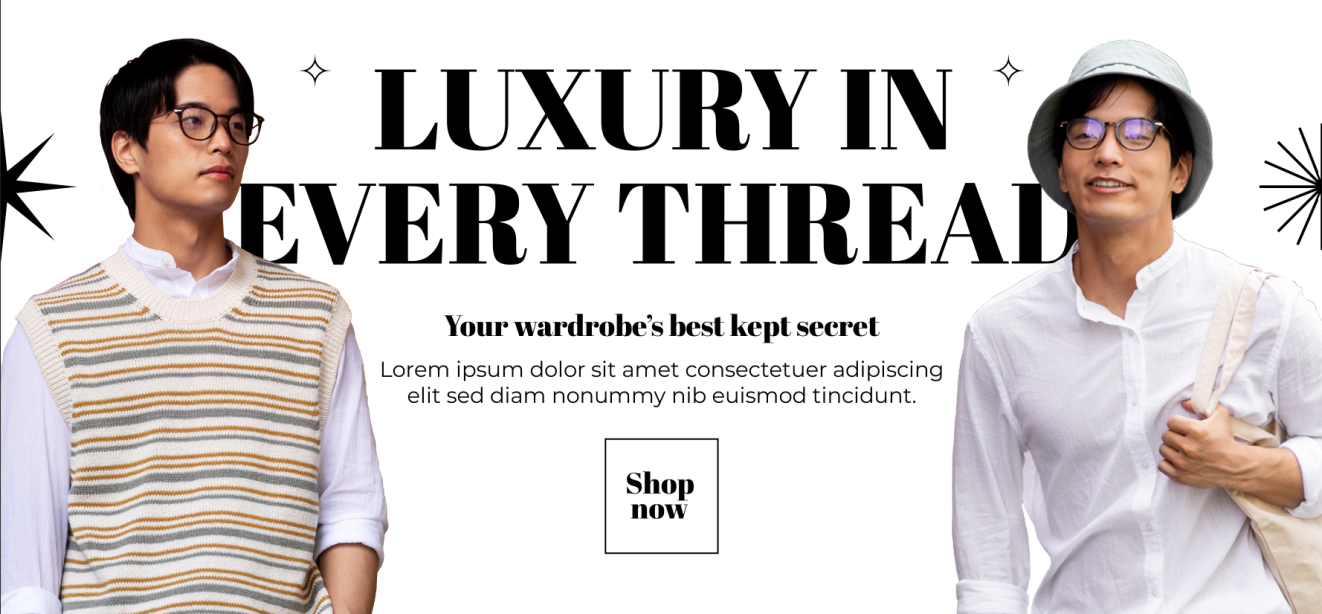 LUXURY IN
EVERY THREAD
Your wardrobe's best kept secret
Lorem ipsum dolor sit amet consectetuer adipiscing
elit sed diam nonummy nib euismod tincidunt.
Shop
now